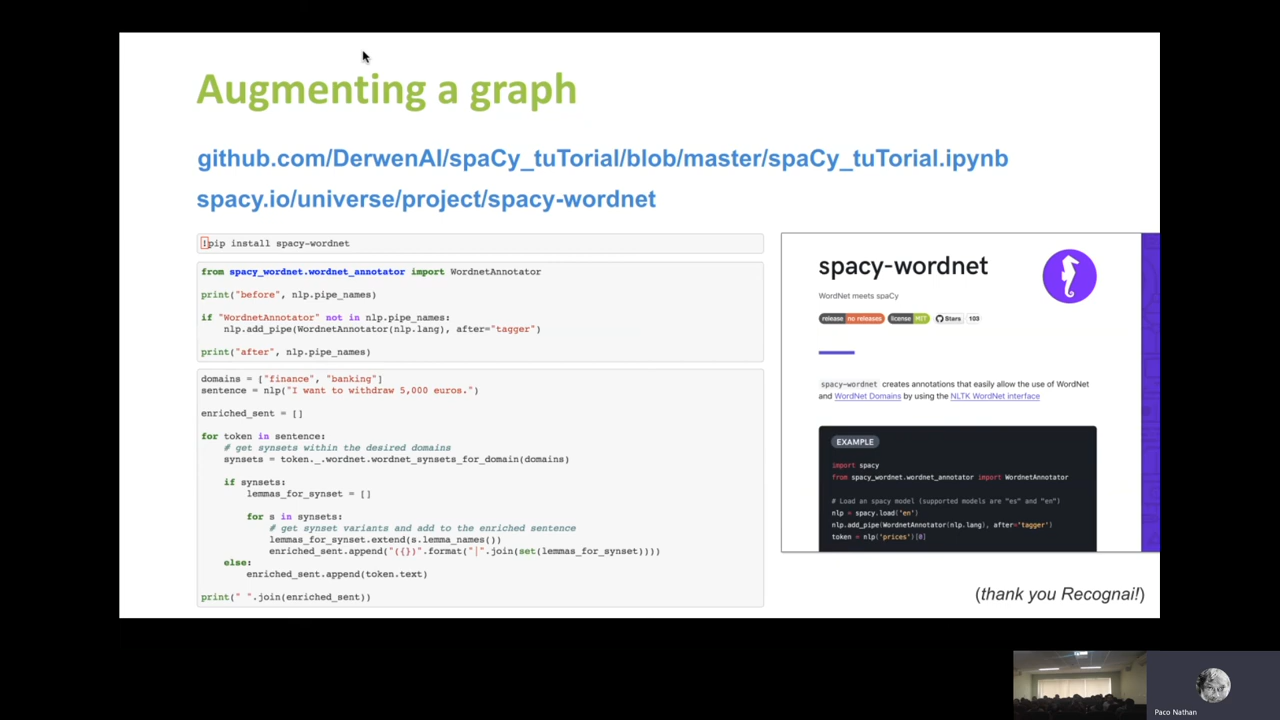 Augmenting a graph
github.com/DerwenAI/spaCy_tuTorial/blob/master/spaCy_tuTorial.ipynb
spacy.io/universe/project/spacy-wordnet
!pip install spacy-wordnet
from spacy_wordnet.wordnet_annotator import WordnetAnnotator
print("before", nlp.pipe_names)
if "WordnetAnnotator" not in nlp.pipe_names:
    nlp.add_pipe(WordnetAnnotator(nlp.lang), after="tagger")
print("after", nlp.pipe_names)
domains = ["finance", "banking"]
sentence = nlp("I want to withdraw 5,000 euros.")
enriched_sent = []
for token in sentence:
    # get synsets within the desired domains
    synsets = token._.wordnet.wordnet_synsets_for_domain(domains)
    if synsets:
        lemmas_for_synset = []
        for s in synsets:
            # get synset variants and add to the enriched sentence
            lemmas_for_synset.extend(s.lemma_names())
            enriched_sent.append("({})".format("|".join(set(lemmas_for_synset))))
    else:
        enriched_sent.append(token.text)
print(" ".join(enriched_sent))
spacy-wordnet
WordNet meets spaCy
release no releases license MIT Stars 103
spacy-wordnet creates annotations that easily allow the use of WordNet
and WordNet Domains by using the NLTK WordNet interface
EXAMPLE
import spacy
from spacy_wordnet.wordnet_annotator import WordnetAnnotator
# Load an spacy model (supported models are "es" and "en")
nlp = spacy.load('en')
nlp.add_pipe(WordnetAnnotator(nlp.lang), after='tagger')
token = nlp('prices')[0]
(thank you Recognai!)
Paco Nathan